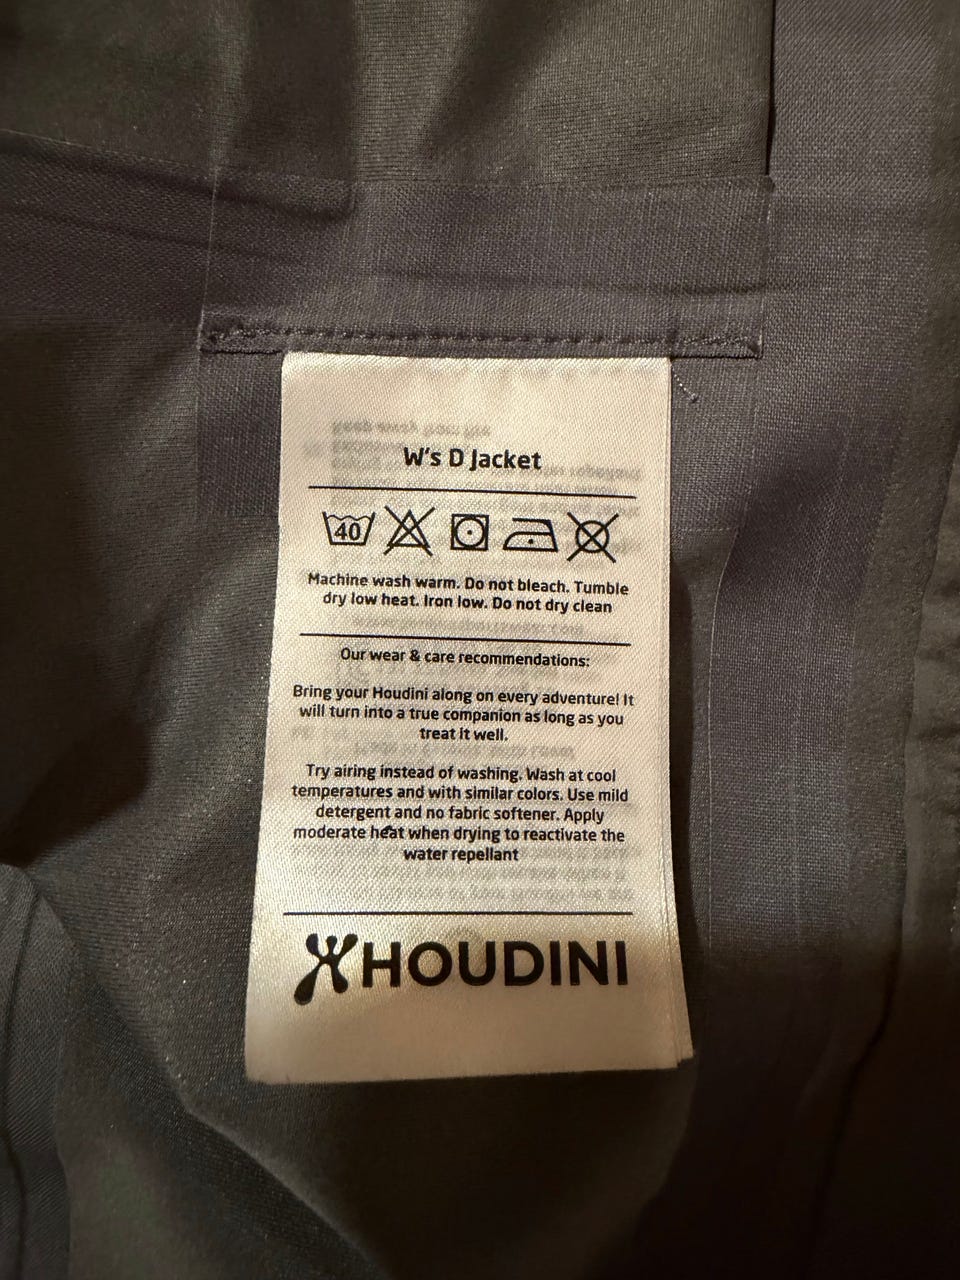 W's D Jacket
40
Machine wash warm. Do not bleach. Tumble
dry low heat. Iron low. Do not dry clean
Our wear & care recommendations:
Bring your Houdini along on every adventure! It
will turn into a true companion as long as you
treat it well.
Try airing instead of washing. Wash at cool
temperatures and with similar colors. Use mild
detergent and no fabric softener. Apply
moderate heat when drying to reactivate the
water repellant
HOUDINI